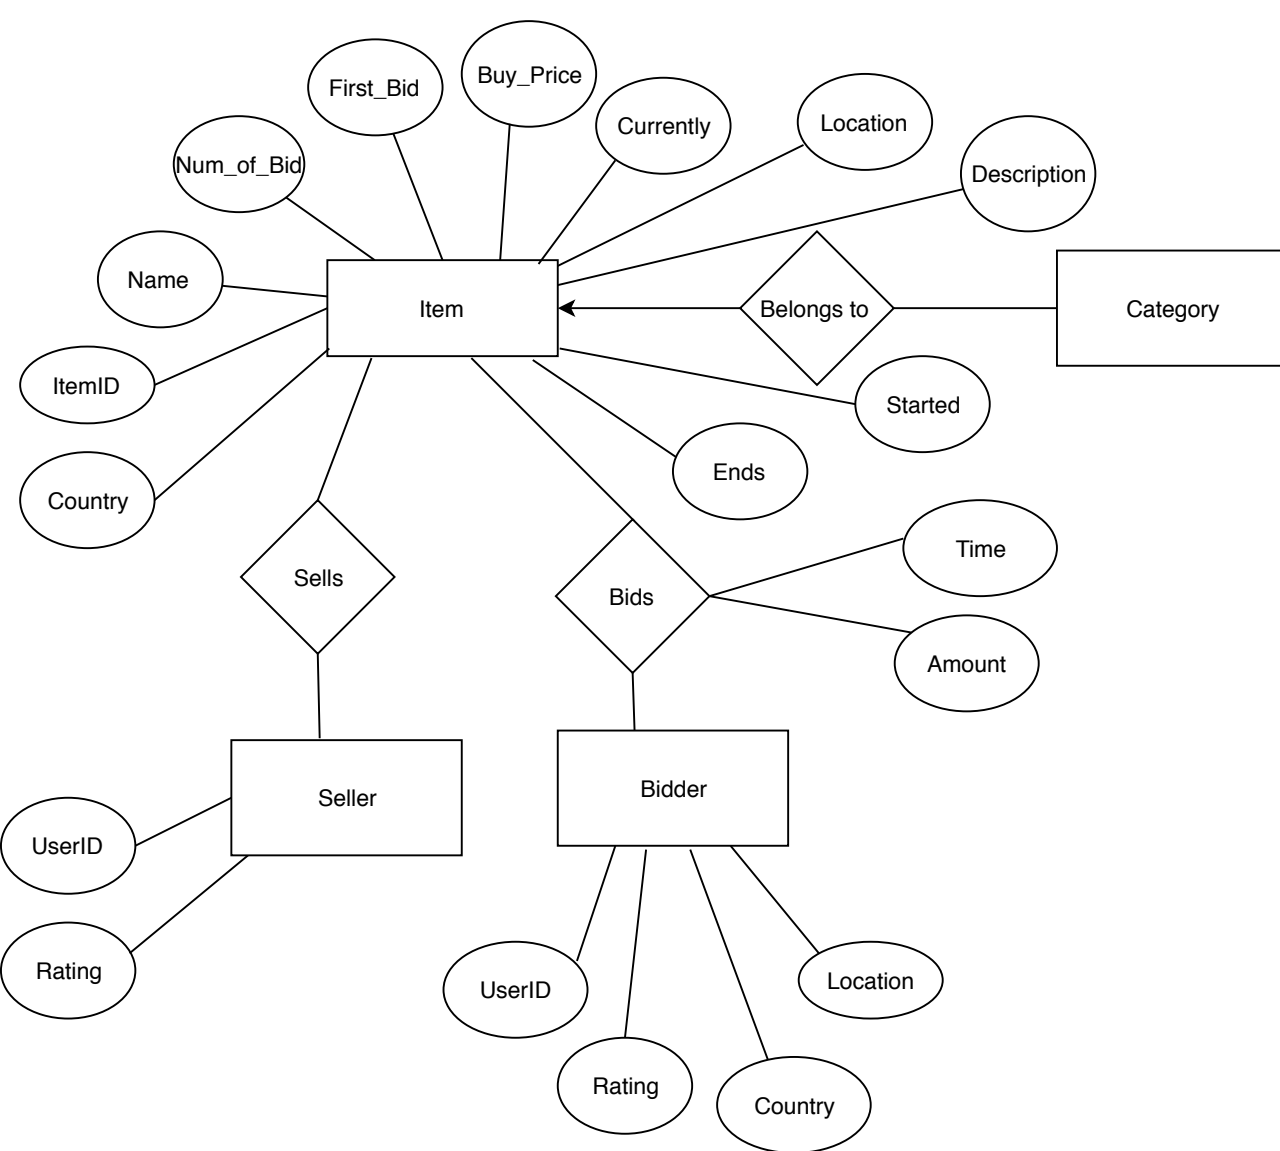 Buy_Price
First_Bid
Currently
Location
Num_of_Bid
Description
Name
Item
Belongs to
Category
ItemID
Started
Ends
Country
Time
Sells
Bids
Amount
Bidder
Seller
UserID
Rating
Location
UserID
Rating
Country